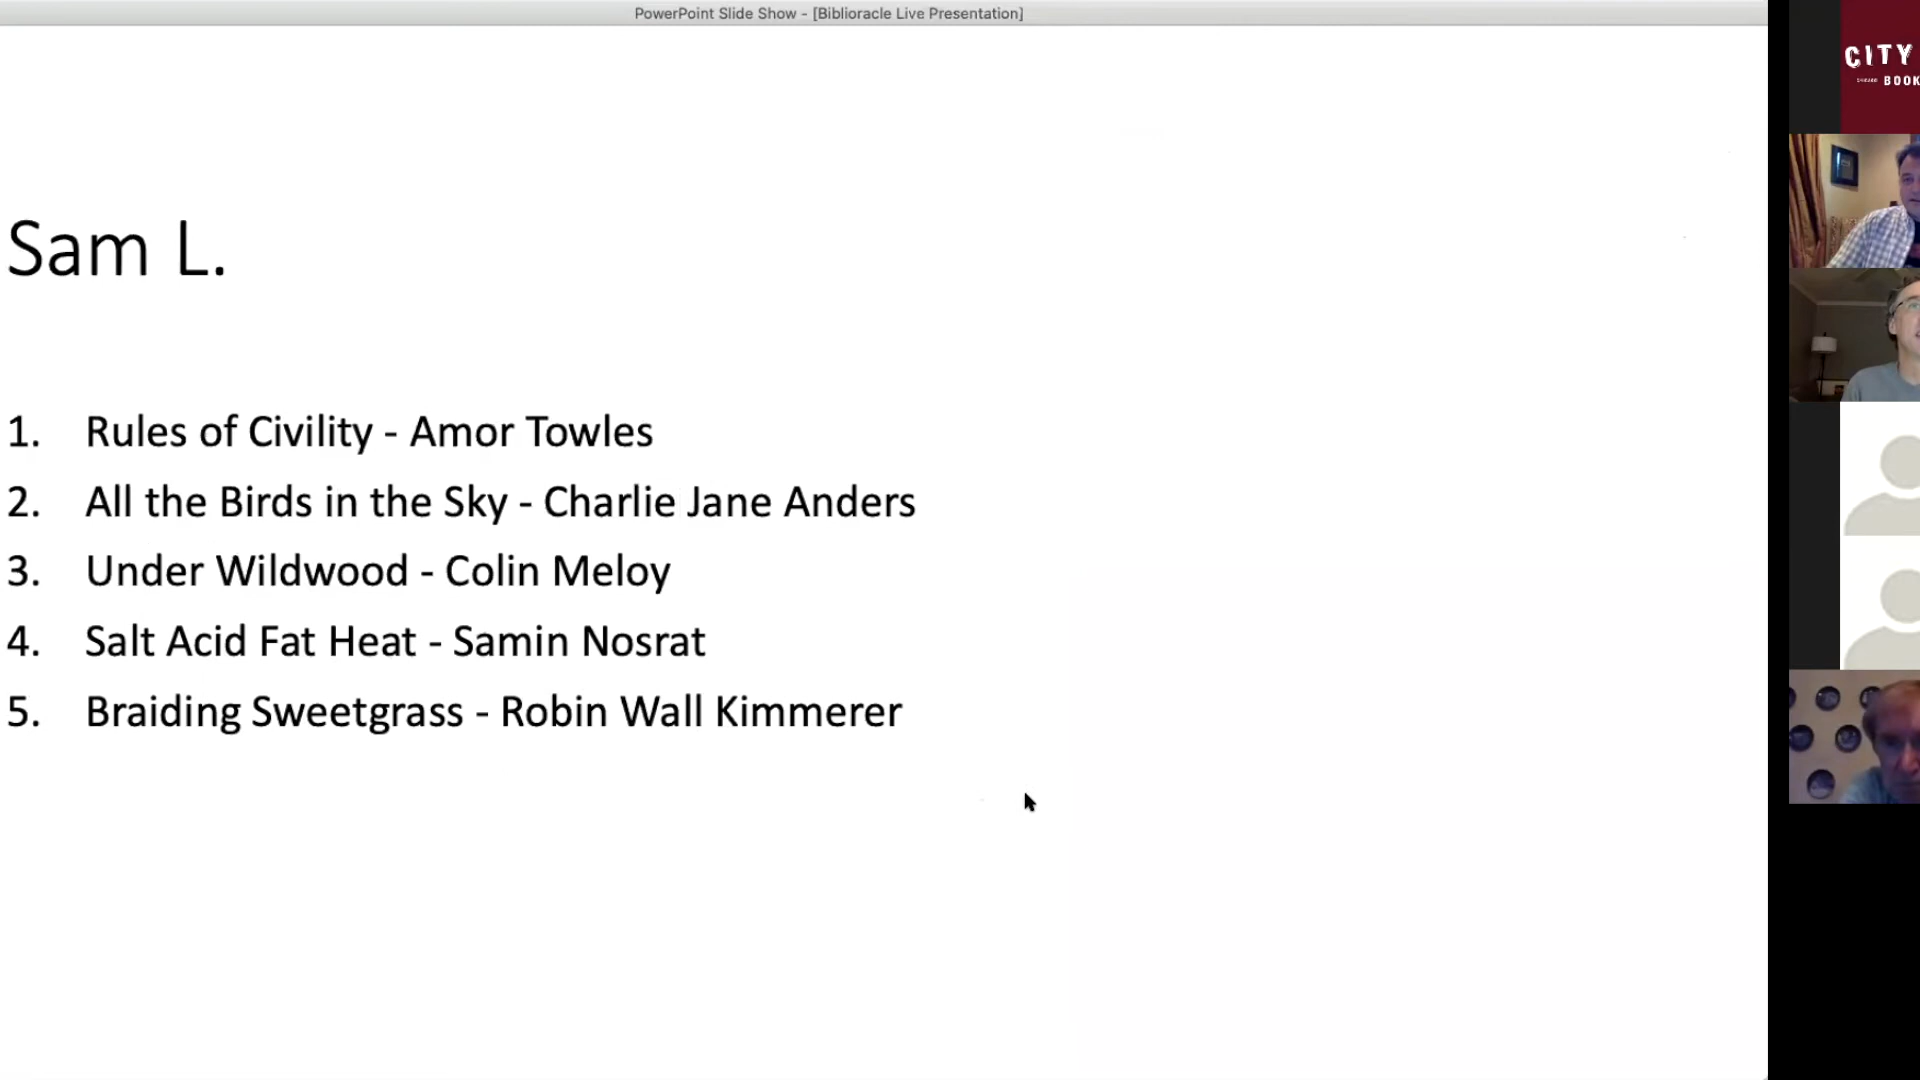 PowerPoint Slide Show - [Biblioracle Live Presentation]
CITY
BOOK
Sam L.
1. Rules of Civility - Amor Towles
2. All the Birds in the Sky - Charlie Jane Anders
3. Under Wildwood - Colin Meloy
4. Salt Acid Fat Heat - Samin Nosrat
5. Braiding Sweetgrass - Robin Wall Kimmerer